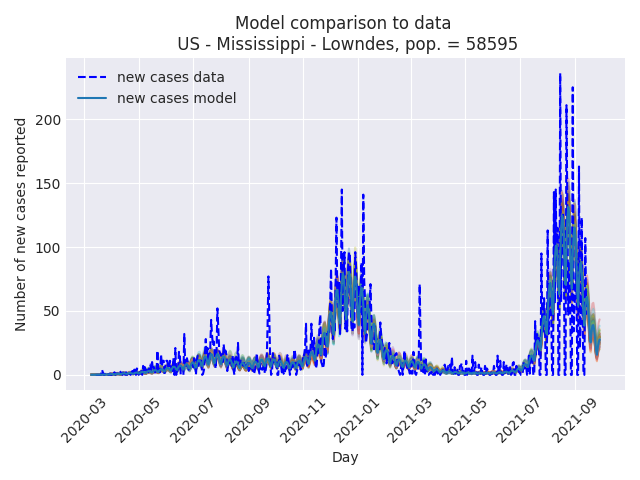 Model comparison to data
US - Mississippi - Lowndes, pop. = 58595
new cases data
new cases model
Number of new cases reported
200
150
100
50
0
2020-03
2020-05
2020-07
2020-09
2020-11
2021-01
2021-03
2021-05
2021-07
2021-09
Day